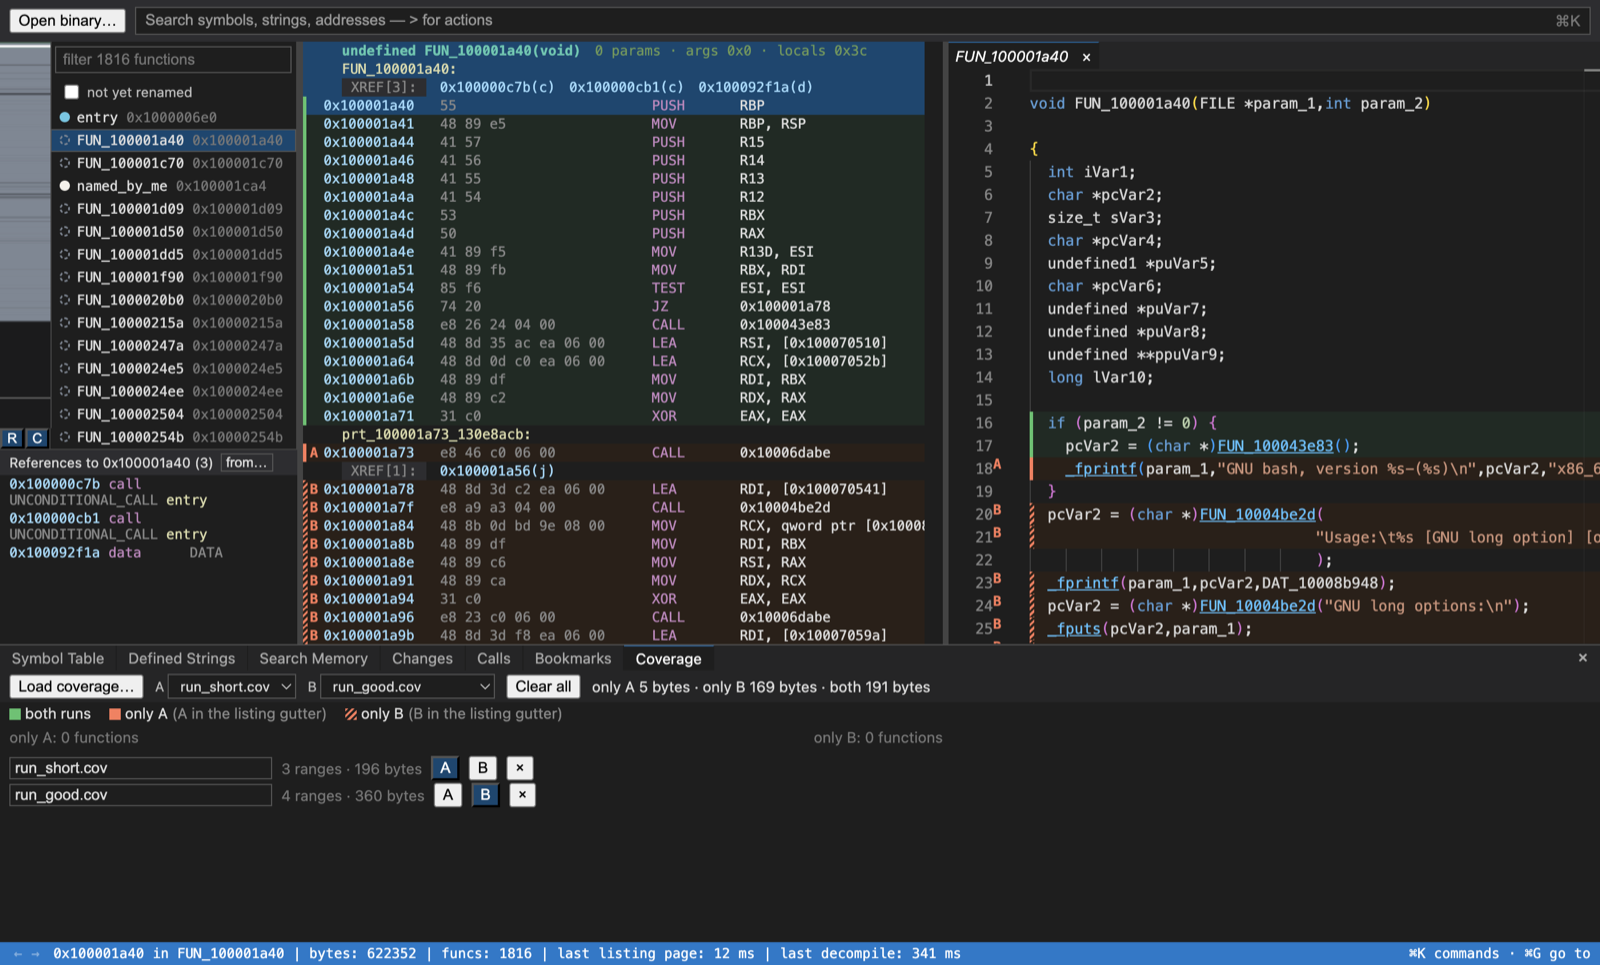 Open binary…
Search symbols, strings, addresses — > for actions
⌘K
filter 1816 functions
not yet renamed
entry 0x1000006e0
FUN_100001a40 0x100001a40
FUN_100001c70 0x100001c70
named_by_me 0x100001ca4
FUN_100001d09 0x100001d09
FUN_100001d50 0x100001d50
FUN_100001dd5 0x100001dd5
FUN_100001f90 0x100001f90
FUN_1000020b0 0x1000020b0
FUN_10000215a 0x10000215a
FUN_10000247a 0x10000247a
FUN_1000024e5 0x1000024e5
FUN_1000024ee 0x1000024ee
FUN_100002504 0x100002504
R C FUN_10000254b 0x10000254b
References to 0x100001a40 (3) from…
0x100000c7b call
UNCONDITIONAL_CALL entry
0x100000cb1 call
UNCONDITIONAL_CALL entry
0x100092f1a data DATA
undefined FUN_100001a40(void) 0 params · args 0x0 · locals 0x3c
FUN_100001a40:
XREF[3]: 0x100000c7b(c) 0x100000cb1(c) 0x100092f1a(d)
0x100001a40 55 PUSH RBP
0x100001a41 48 89 e5 MOV RBP, RSP
0x100001a44 41 57 PUSH R15
0x100001a46 41 56 PUSH R14
0x100001a48 41 55 PUSH R13
0x100001a4a 41 54 PUSH R12
0x100001a4c 53 PUSH RBX
0x100001a4d 50 PUSH RAX
0x100001a4e 41 89 f5 MOV R13D, ESI
0x100001a51 48 89 fb MOV RBX, RDI
0x100001a54 85 f6 TEST ESI, ESI
0x100001a56 74 20 JZ 0x100001a78
0x100001a58 e8 26 24 04 00 CALL 0x100043e83
0x100001a5d 48 8d 35 ac ea 06 00 LEA RSI, [0x100070510]
0x100001a64 48 8d 0d c0 ea 06 00 LEA RCX, [0x10007052b]
0x100001a6b 48 89 df MOV RDI, RBX
0x100001a6e 48 89 c2 MOV RDX, RAX
0x100001a71 31 c0 XOR EAX, EAX
prt_100001a73_130e8acb:
A 0x100001a73 e8 46 c0 06 00 CALL 0x10006dabe
XREF[1]: 0x100001a56(j)
B 0x100001a78 48 8d 3d c2 ea 06 00 LEA RDI, [0x100070541]
B 0x100001a7f e8 a9 a3 04 00 CALL 0x10004be2d
B 0x100001a84 48 8b 0d bd 9e 08 00 MOV RCX, qword ptr [0x10008
B 0x100001a8b 48 89 df MOV RDI, RBX
B 0x100001a8e 48 89 c6 MOV RSI, RAX
B 0x100001a91 48 89 ca MOV RDX, RCX
B 0x100001a94 31 c0 XOR EAX, EAX
B 0x100001a96 e8 23 c0 06 00 CALL 0x10006dabe
B 0x100001a9b 48 8d 3d f8 ea 06 00 LEA RDI, [0x10007059a]
FUN_100001a40 ×
1
2 void FUN_100001a40(FILE *param_1,int param_2)
3
4 {
5 int iVar1;
6 char *pcVar2;
7 size_t sVar3;
8 char *pcVar4;
9 undefined1 *puVar5;
10 char *pcVar6;
11 undefined *puVar7;
12 undefined *puVar8;
13 undefined **ppuVar9;
14 long lVar10;
15
16 if (param_2 != 0) {
17 pcVar2 = (char *)FUN_100043e83();
18 A _fprintf(param_1,"GNU bash, version %s-(%s)\n",pcVar2,"x86_6
19 }
20 B pcVar2 = (char *)FUN_10004be2d(
21 B "Usage:\t%s [GNU long option] [o
22 );
23 B _fprintf(param_1,pcVar2,DAT_10008b948);
24 B pcVar2 = (char *)FUN_10004be2d("GNU long options:\n");
25 B _fputs(pcVar2,param_1);
Symbol Table Defined Strings Search Memory Changes Calls Bookmarks Coverage ×
Load coverage… A run_short.cov B run_good.cov Clear all only A 5 bytes · only B 169 bytes · both 191 bytes
both runs only A (A in the listing gutter) only B (B in the listing gutter)
only A: 0 functions only B: 0 functions
run_short.cov 3 ranges · 196 bytes A B ×
run_good.cov 4 ranges · 360 bytes A B ×
← → 0x100001a40 in FUN_100001a40 | bytes: 622352 | funcs: 1816 | last listing page: 12 ms | last decompile: 341 ms ⌘K commands · ⌘G go to